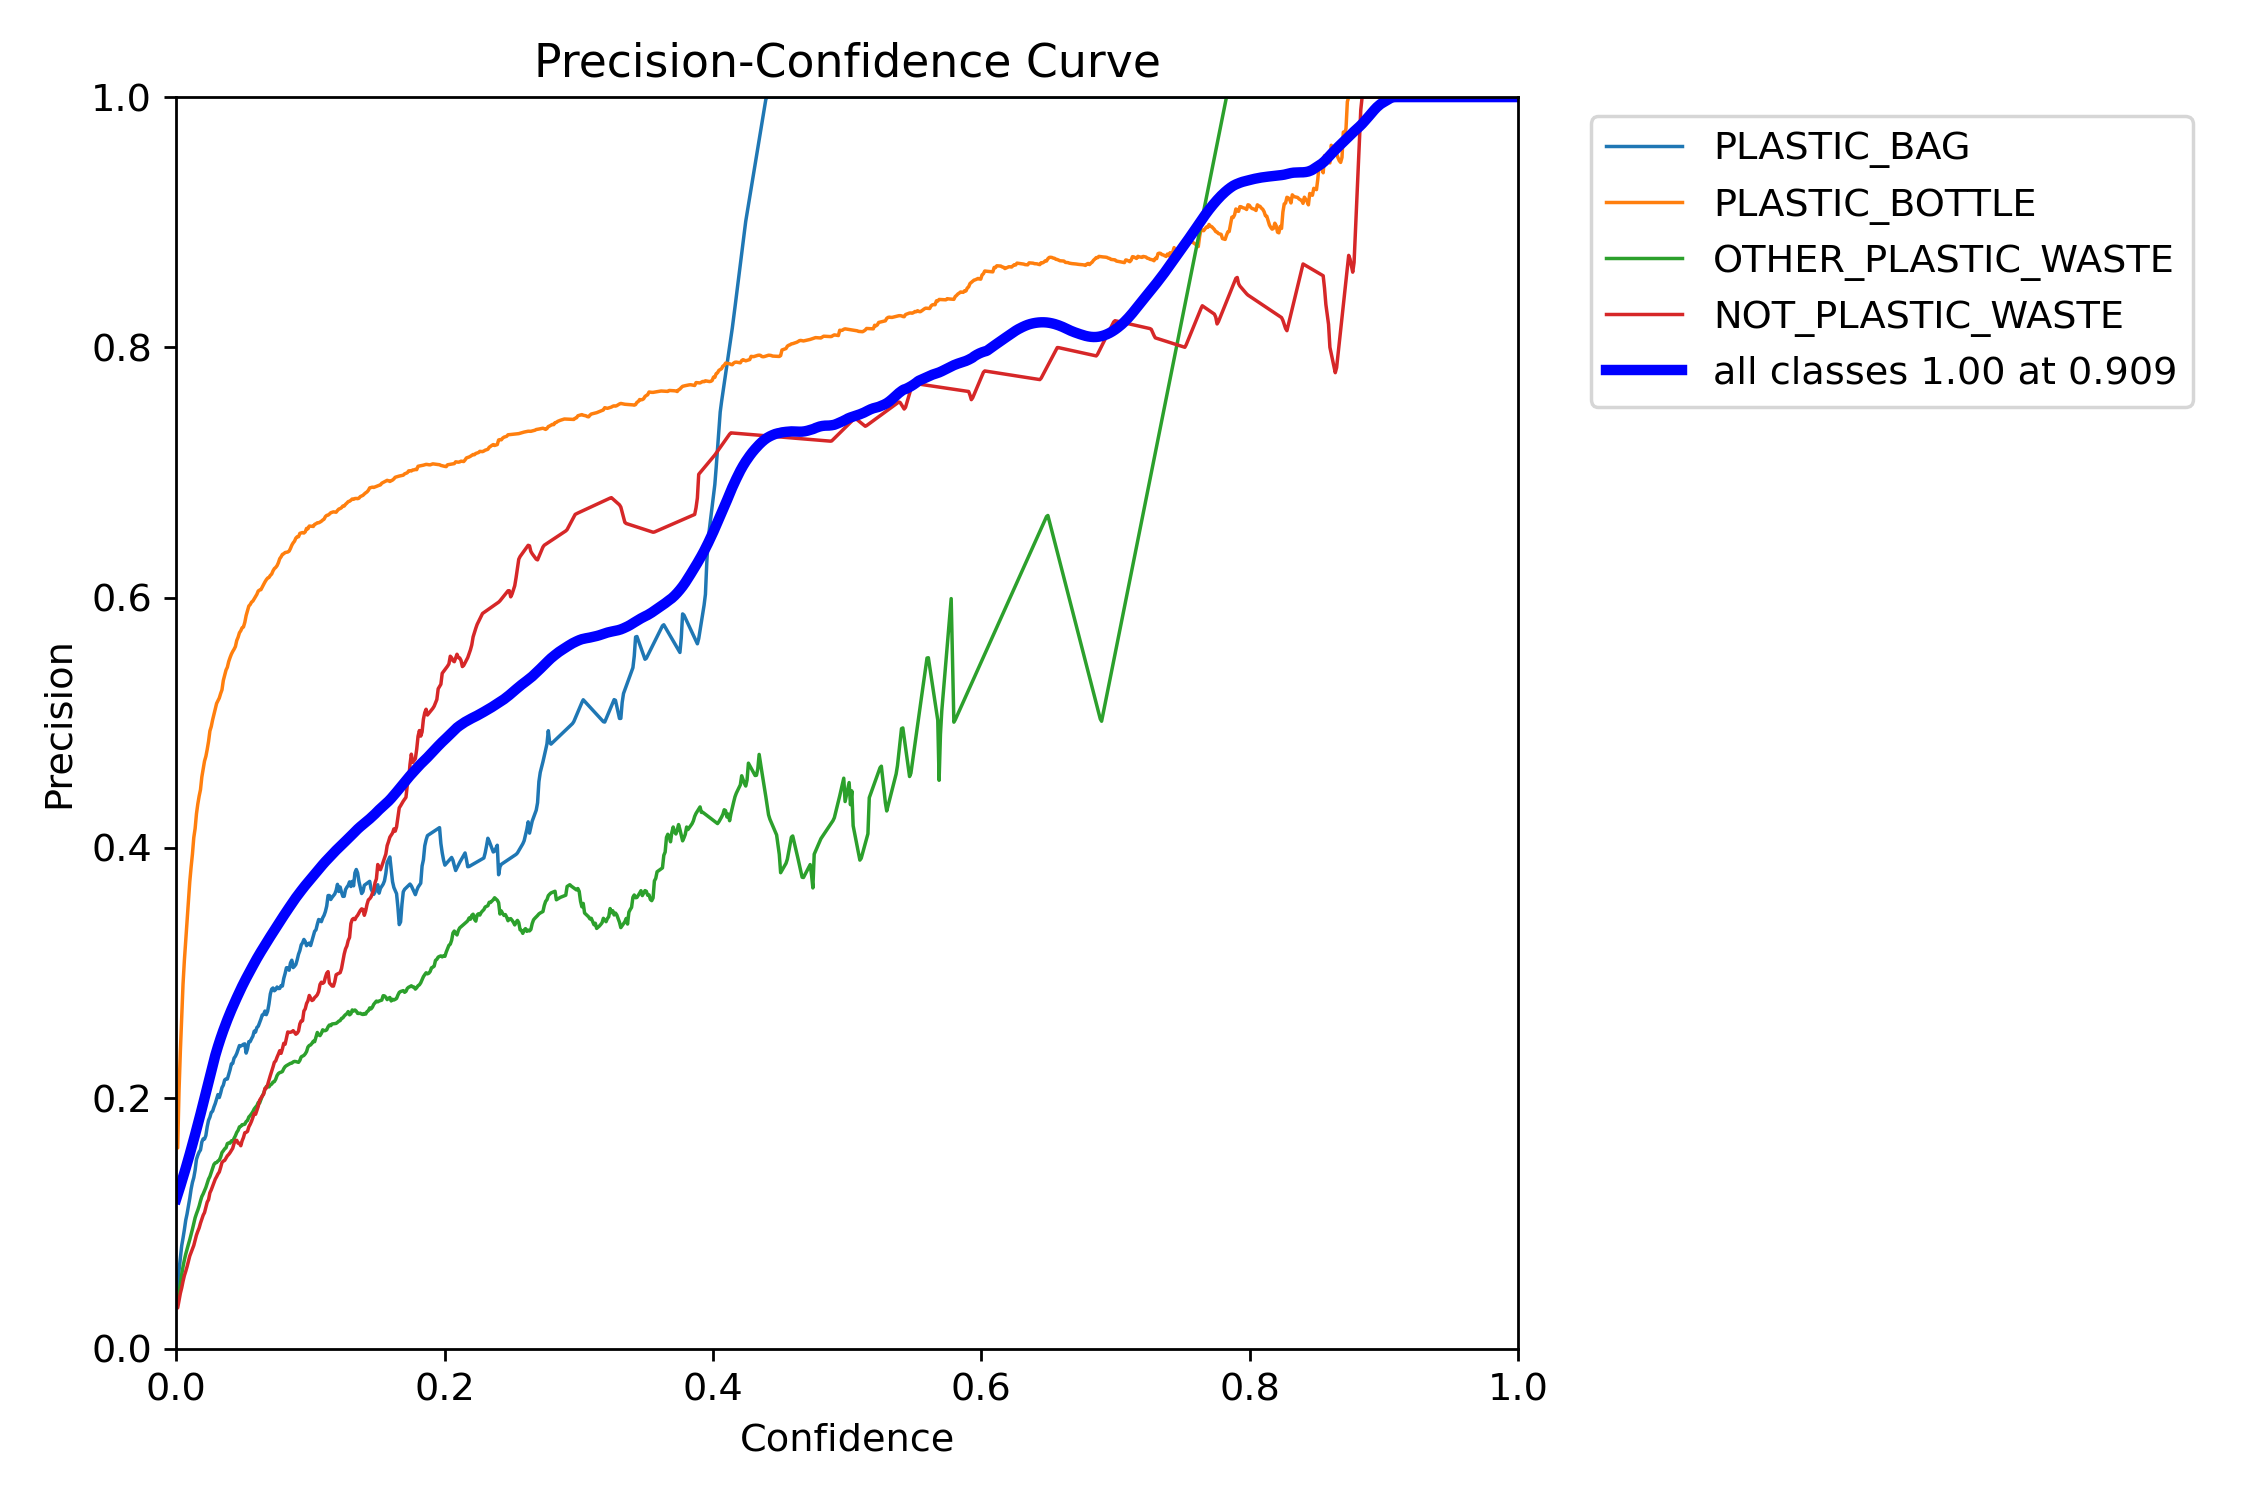 Precision-Confidence Curve
1.0
0.8
0.6
0.4
0.2
0.0
Precision
0.0 0.2 0.4 0.6 0.8 1.0
Confidence
PLASTIC_BAG
PLASTIC_BOTTLE
OTHER_PLASTIC_WASTE
NOT_PLASTIC_WASTE
all classes 1.00 at 0.909